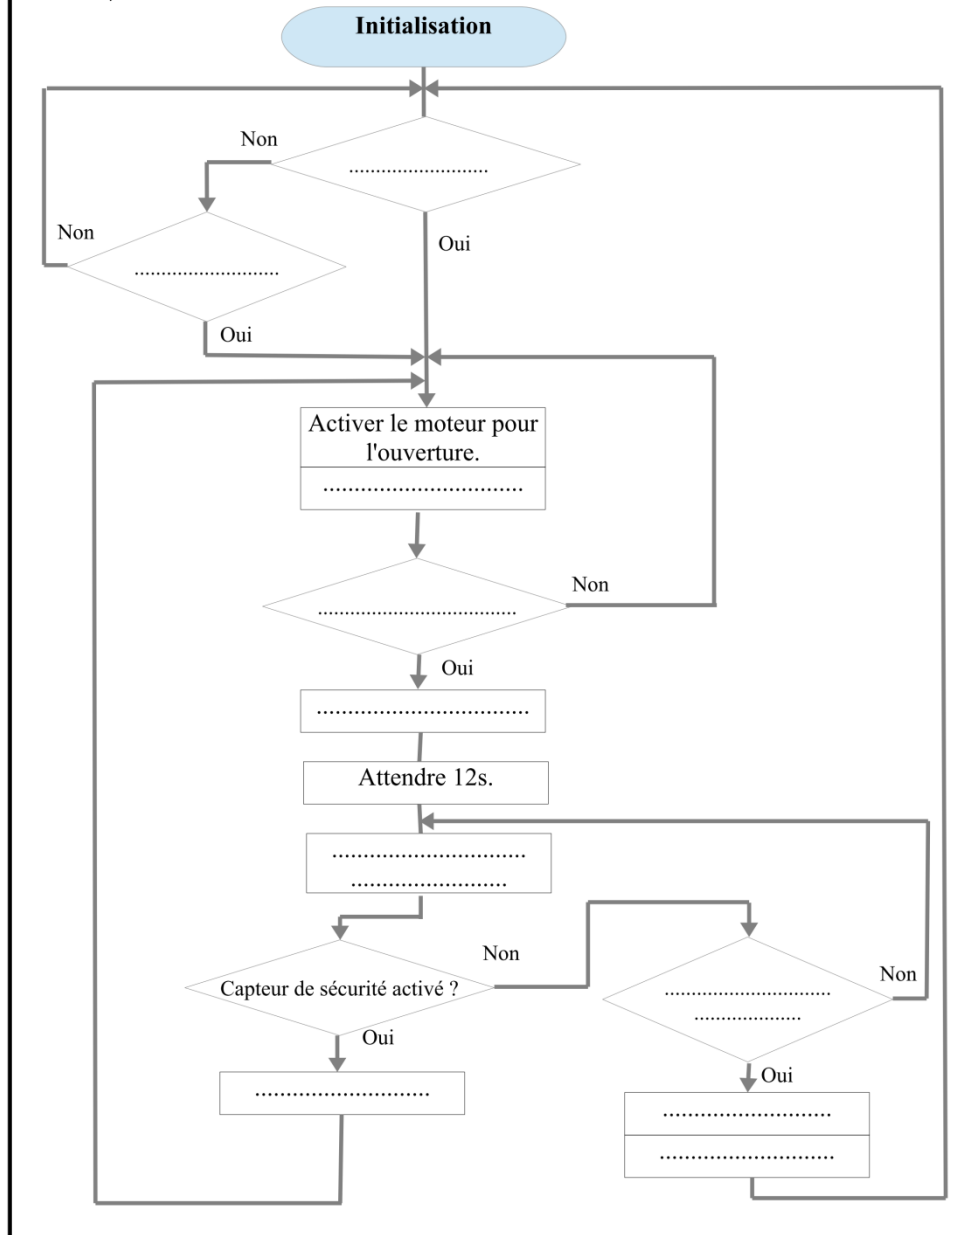 Initialisation
Non
..........................
Non
Oui
...........................
Oui
Activer le moteur pour
l'ouverture.
................................
Non
..................................
Oui
..................................
Attendre 12s.
...............................
.........................
Non
Capteur de sécurité activé ?
Non
...............................
....................
Oui
Oui
............................
...........................
............................